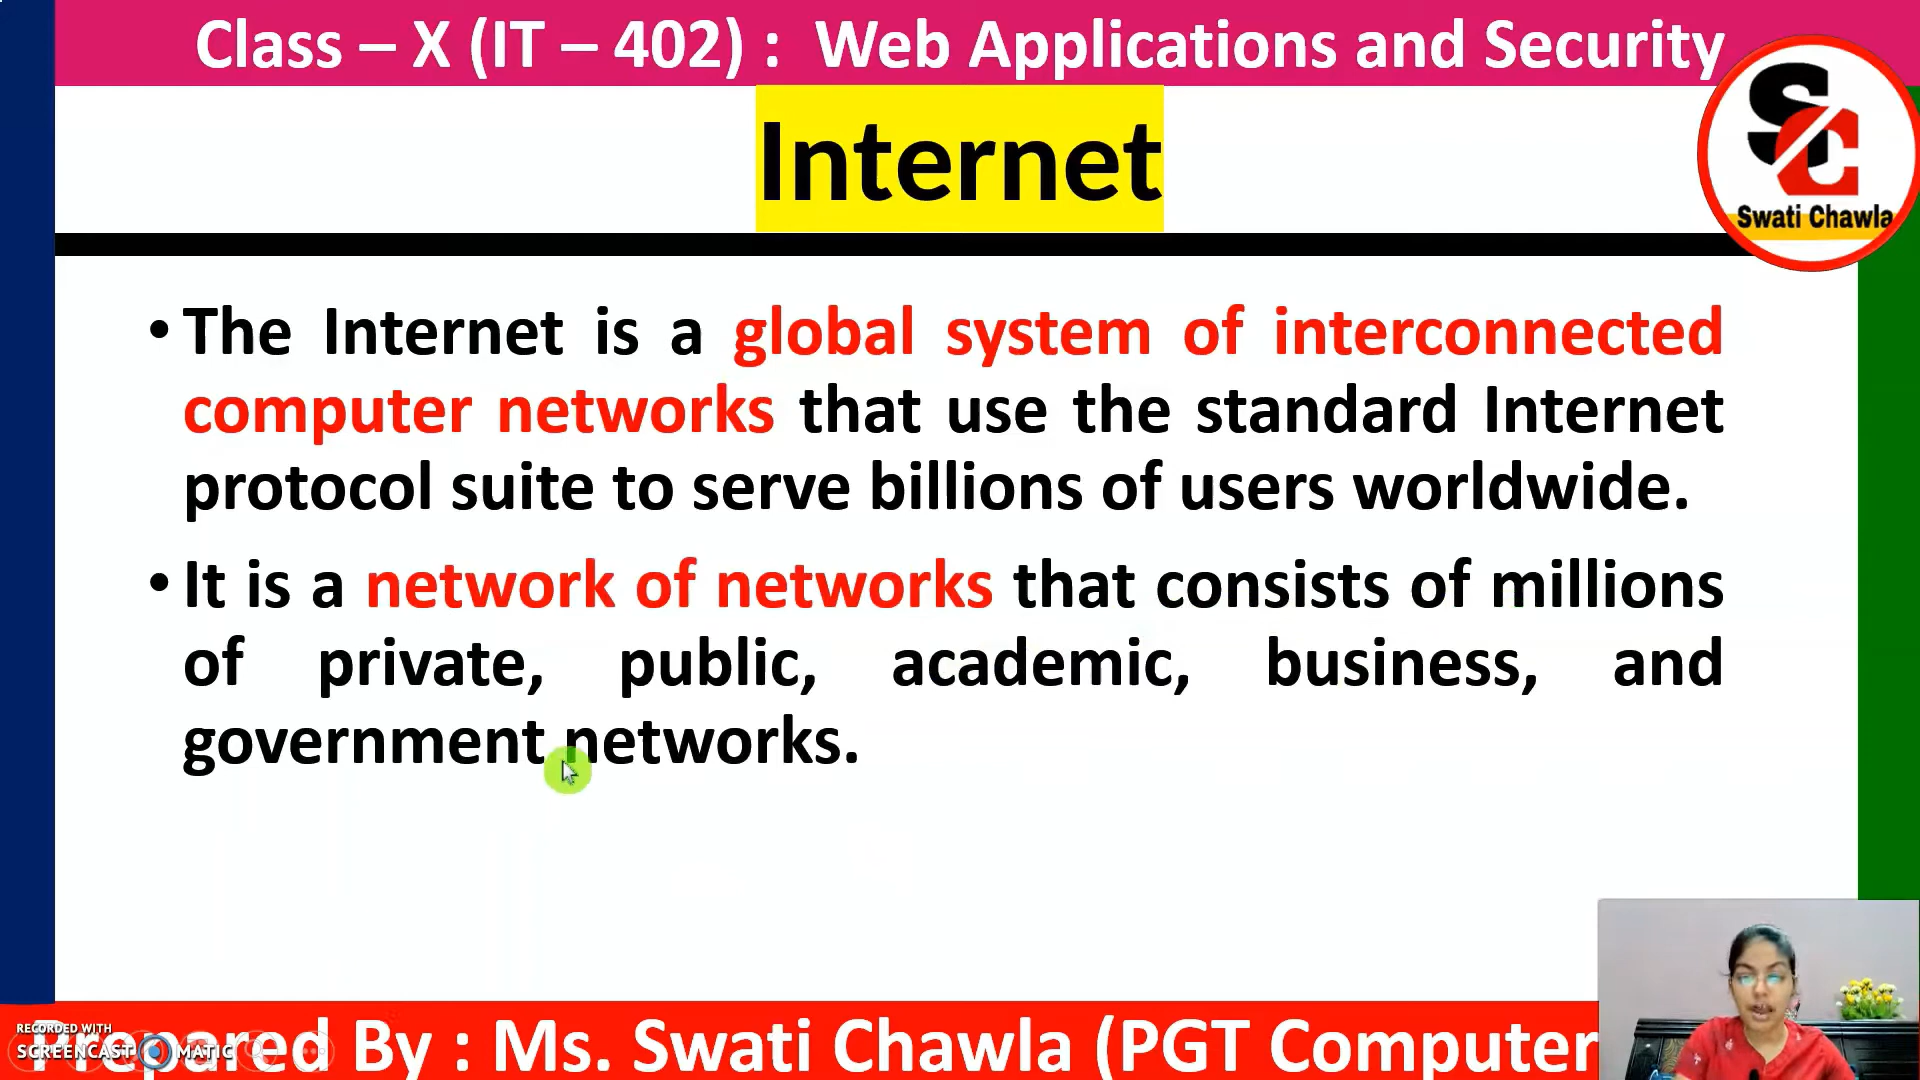 Class – X (IT – 402) : Web Applications and Security
SC
Swati Chawla
Internet
• The Internet is a global system of interconnected
computer networks that use the standard Internet
protocol suite to serve billions of users worldwide.
• It is a network of networks that consists of millions
of private, public, academic, business, and
government networks.
Prepared By : Ms. Swati Chawla (PGT Computer
RECORDED WITH
SCREENCAST MATIC